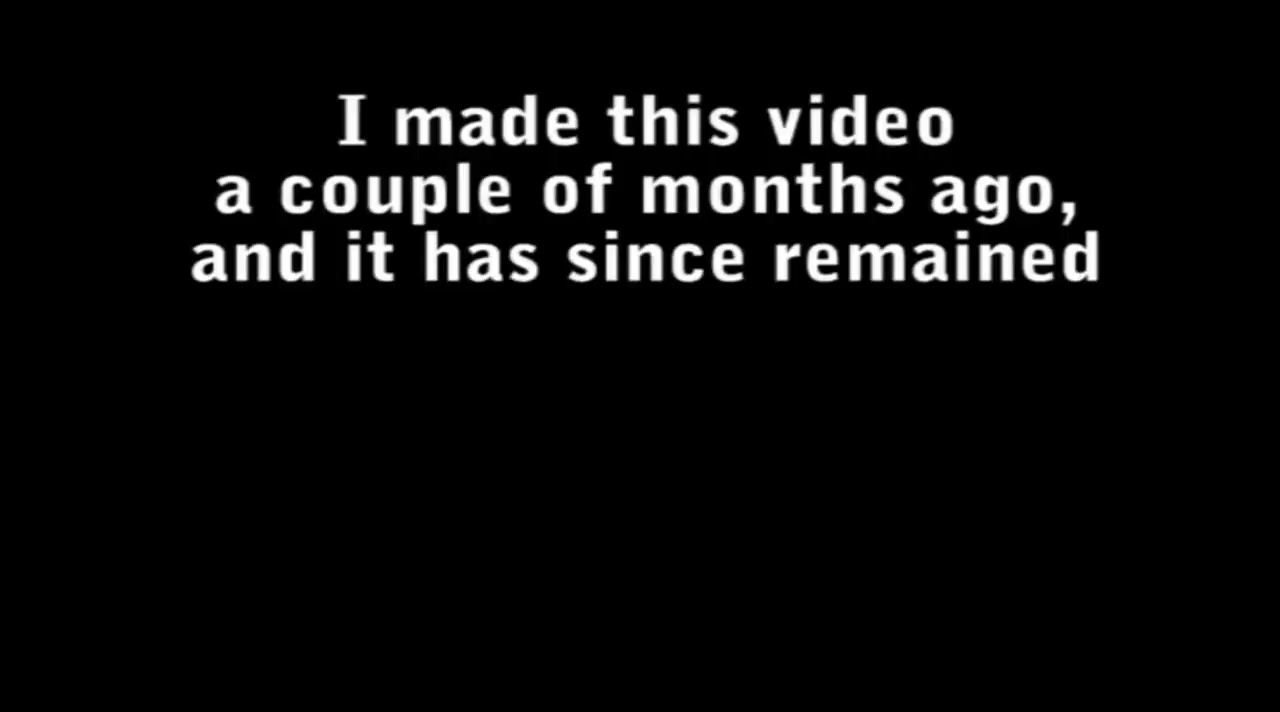 I made this video
a couple of months ago,
and it has since remained